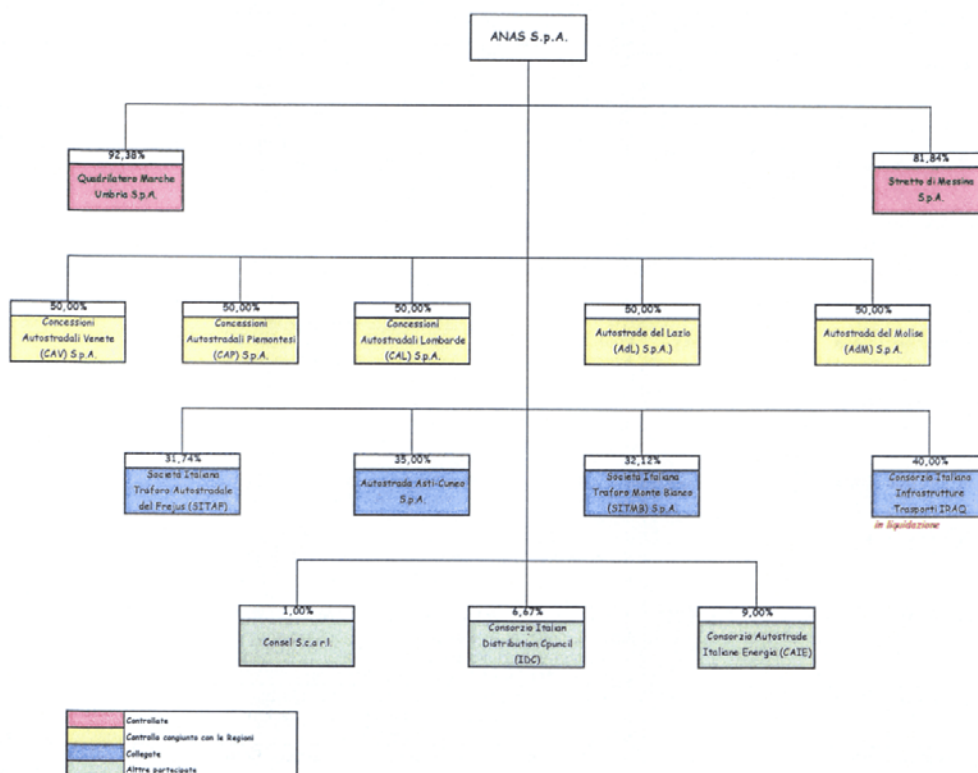 ANAS S.p.A.
92,38%
Quadrilatero Marche
Umbria S.p.A.
81,84%
Stretto di Messina
S.p.A.
50,00%
Concessioni
Autostradali Venete
(CAV) S.p.A.
50,00%
Concessioni
Autostradali Piemontesi
(CAP) S.p.A.
50,00%
Concessioni
Autostradali Lombarde
(CAL) S.p.A.
50,00%
Autostrade del Lazio
(AdL) S.p.A.)
50,00%
Autostrada del Molise
(AdM) S.p.A.
31,74%
Società Italiana
Traforo Autostradale
del Frejus (SITAF)
35,00%
Autostrada Asti-Cuneo
S.p.A.
32,12%
Società Italiana
Traforo Monte Bianco
(SITMB) S.p.A.
40,00%
Consorzio Italiano
Infrastrutture
Trasporti IRAQ
in liquidazione
1,00%
Consel S.c.a r.l.
6,67%
Consorzio Italian
Distribution Cpuncil
(IDC)
9,00%
Consorzio Autostrade
Italiane Energia (CAIE)
Controllate
Controllo congiunto con le Regioni
Collegate
Alttre partecipate